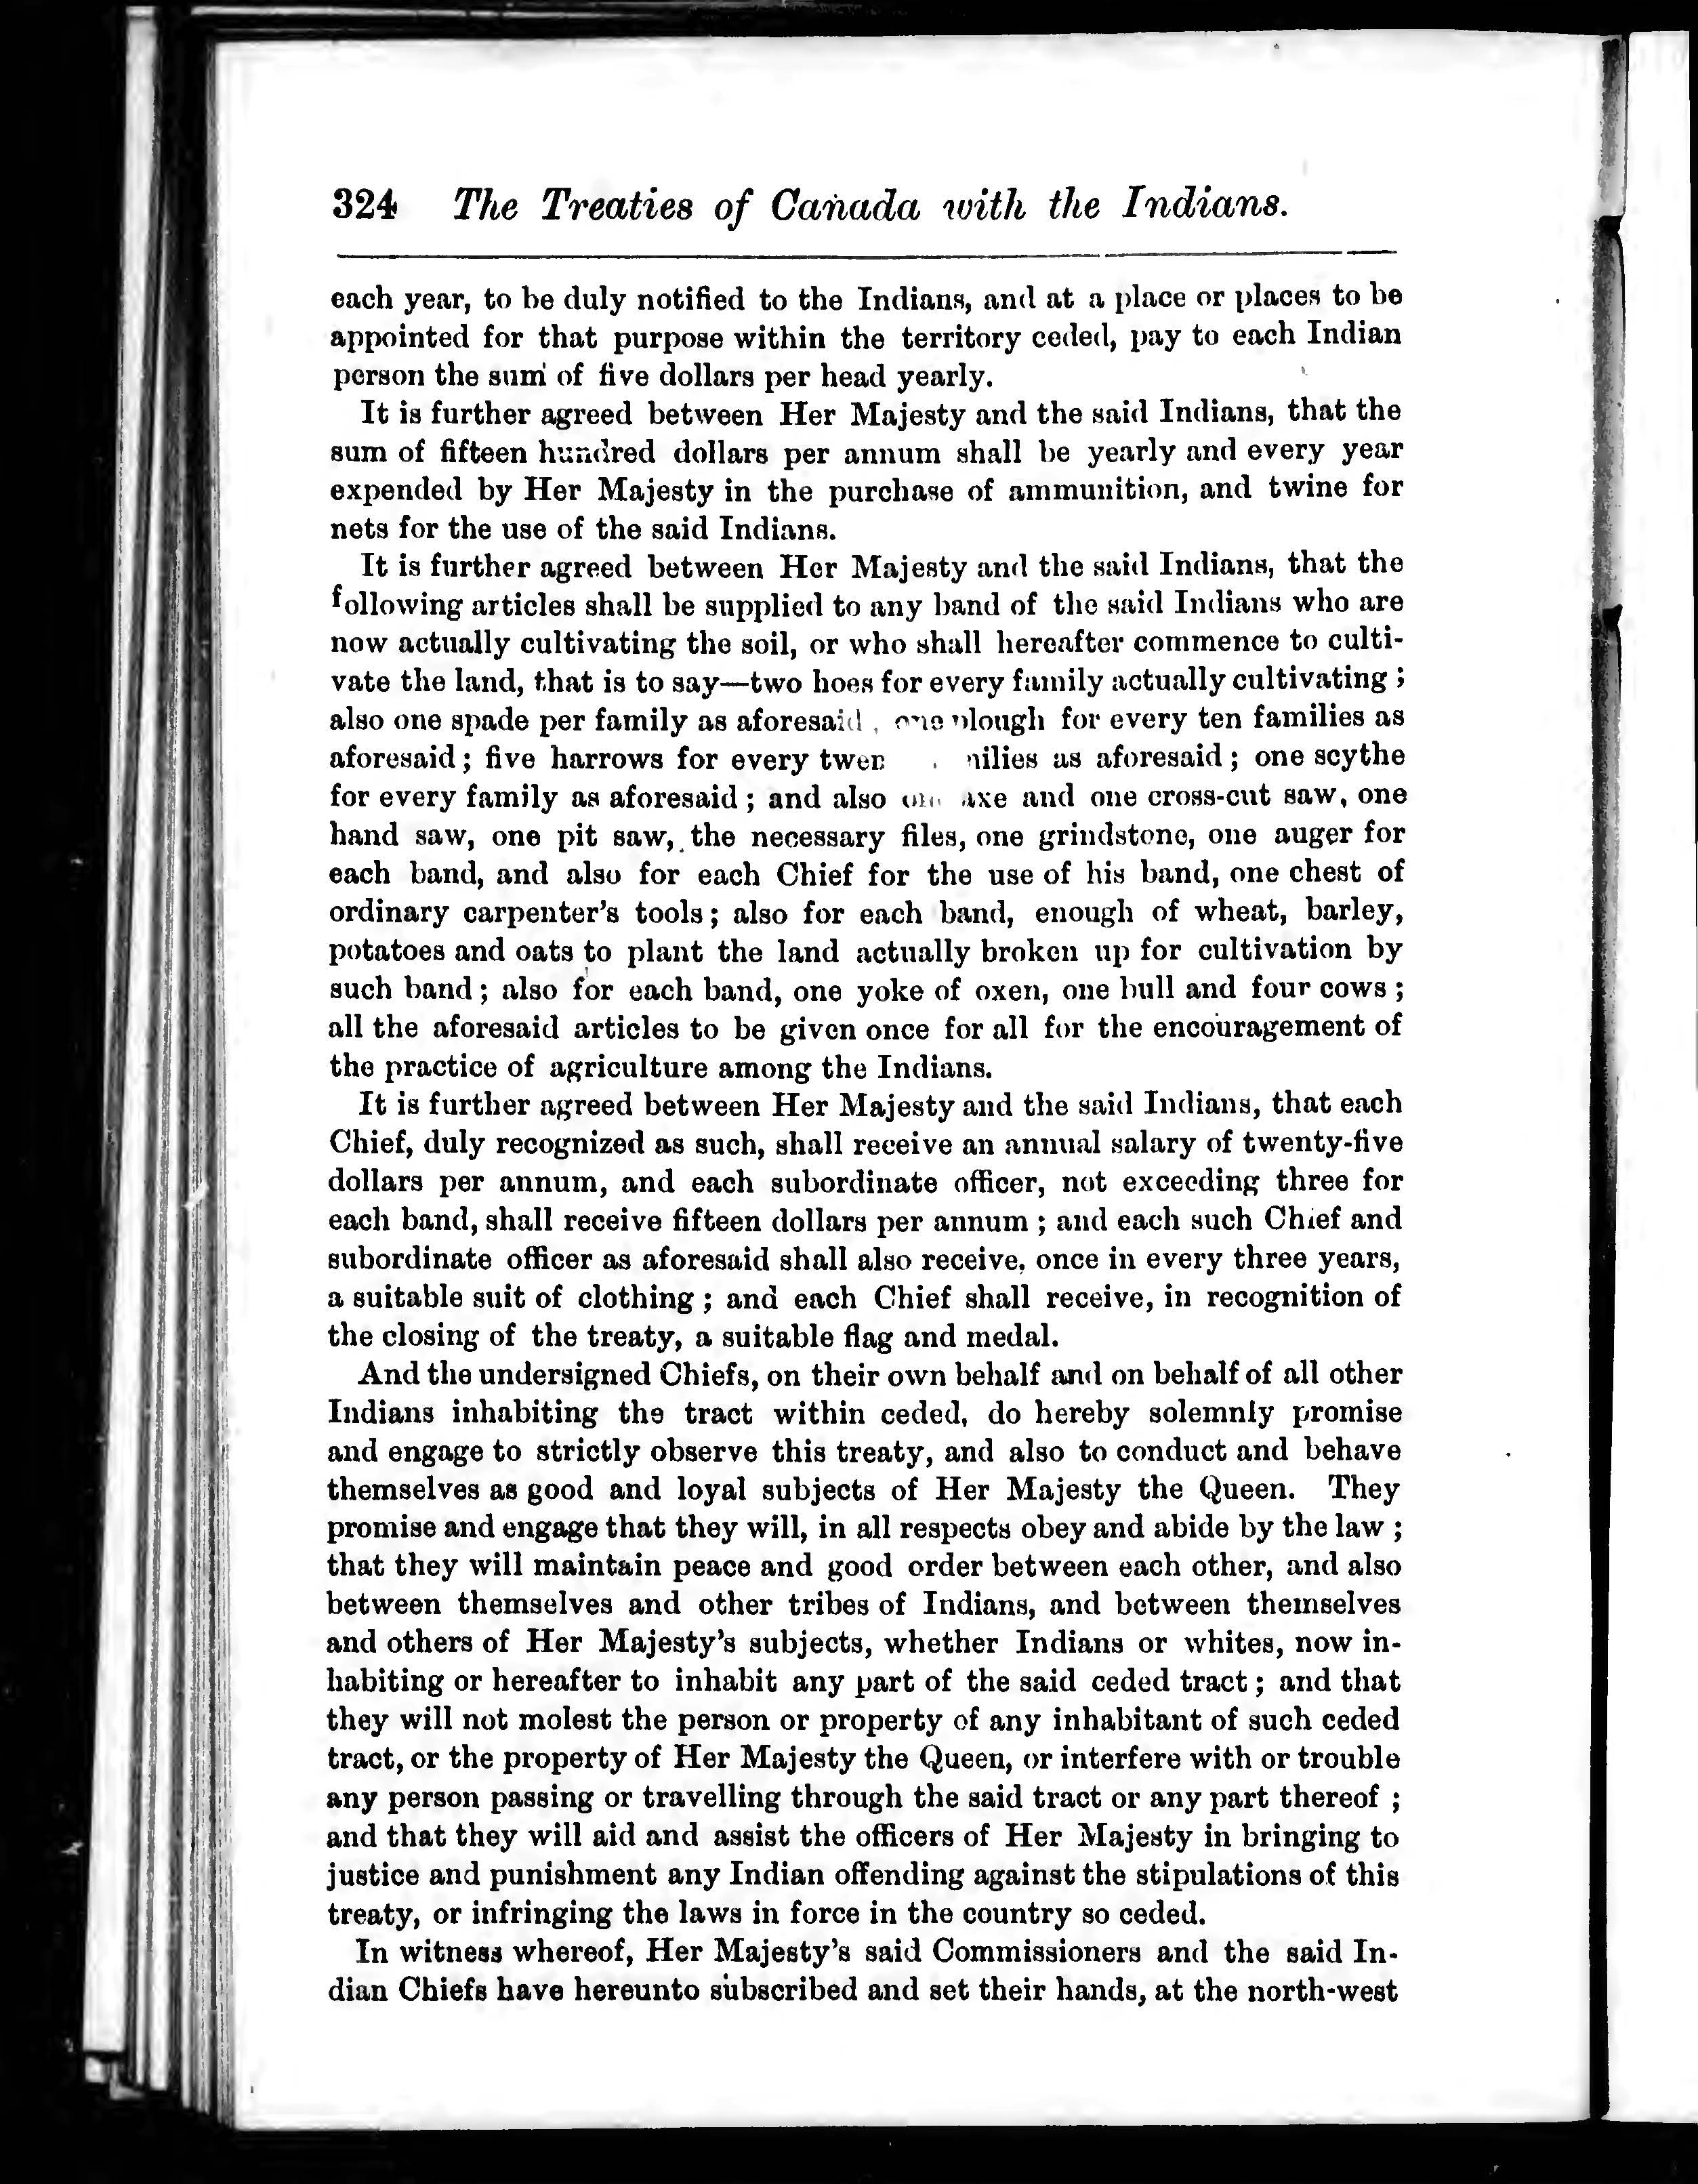 324 The Treaties of Canada with the Indians.
each year, to be duly notified to the Indians, and at a place or places to be
appointed for that purpose within the territory ceded, pay to each Indian
person the sum of five dollars per head yearly.
It is further agreed between Her Majesty and the said Indians, that the
sum of fifteen hundred dollars per annum shall be yearly and every year
expended by Her Majesty in the purchase of ammunition, and twine for
nets for the use of the said Indians.
It is further agreed between Her Majesty and the said Indians, that the
following articles shall be supplied to any band of the said Indians who are
now actually cultivating the soil, or who shall hereafter commence to culti-
vate the land, that is to say—two hoes for every family actually cultivating ;
also one spade per family as aforesaid , one plough for every ten families as
aforesaid ; five harrows for every as aforesaid ; one scythe
for every family as aforesaid ; and also one axe and one cross-cut saw, one
hand saw, one pit saw, the necessary files, one grindstone, one auger for
each band, and also for each Chief for the use of his band, one chest of
ordinary carpenter's tools ; also for each band, enough of wheat, barley,
potatoes and oats to plant the land actually broken up for cultivation by
such band ; also for each band, one yoke of oxen, one bull and four cows ;
all the aforesaid articles to be given once for all for the encouragement of
the practice of agriculture among the Indians.
It is further agreed between Her Majesty and the said Indians, that each
Chief, duly recognized as such, shall receive an annual salary of twenty-five
dollars per annum, and each subordinate officer, not exceeding three for
each band, shall receive fifteen dollars per annum ; and each such Chief and
subordinate officer as aforesaid shall also receive, once in every three years,
a suitable suit of clothing ; and each Chief shall receive, in recognition of
the closing of the treaty, a suitable flag and medal.
And the undersigned Chiefs, on their own behalf and on behalf of all other
Indians inhabiting the tract within ceded, do hereby solemnly promise
and engage to strictly observe this treaty, and also to conduct and behave
themselves as good and loyal subjects of Her Majesty the Queen. They
promise and engage that they will, in all respects obey and abide by the law ;
that they will maintain peace and good order between each other, and also
between themselves and other tribes of Indians, and between themselves
and others of Her Majesty's subjects, whether Indians or whites, now in-
habiting or hereafter to inhabit any part of the said ceded tract ; and that
they will not molest the person or property of any inhabitant of such ceded
tract, or the property of Her Majesty the Queen, or interfere with or trouble
any person passing or travelling through the said tract or any part thereof ;
and that they will aid and assist the officers of Her Majesty in bringing to
justice and punishment any Indian offending against the stipulations of this
treaty, or infringing the laws in force in the country so ceded.
In witness whereof, Her Majesty's said Commissioners and the said In-
dian Chiefs have hereunto subscribed and set their hands, at the north-west